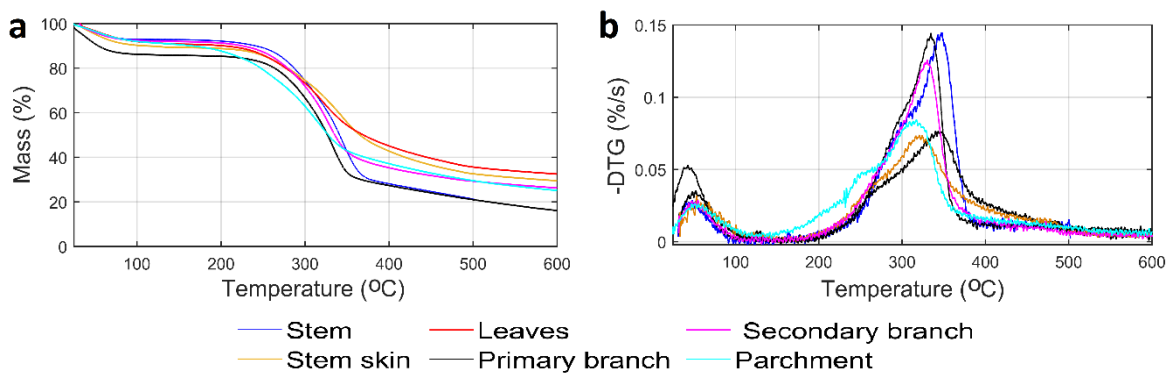 a
100
80
60
40
20
0
Mass (%)
100 200 300 400 500 600
Temperature (ºC)
b
0.15
0.1
0.05
0
-DTG (%/s)
100 200 300 400 500 600
Temperature (ºC)
Stem Leaves Secondary branch
Stem skin Primary branch Parchment